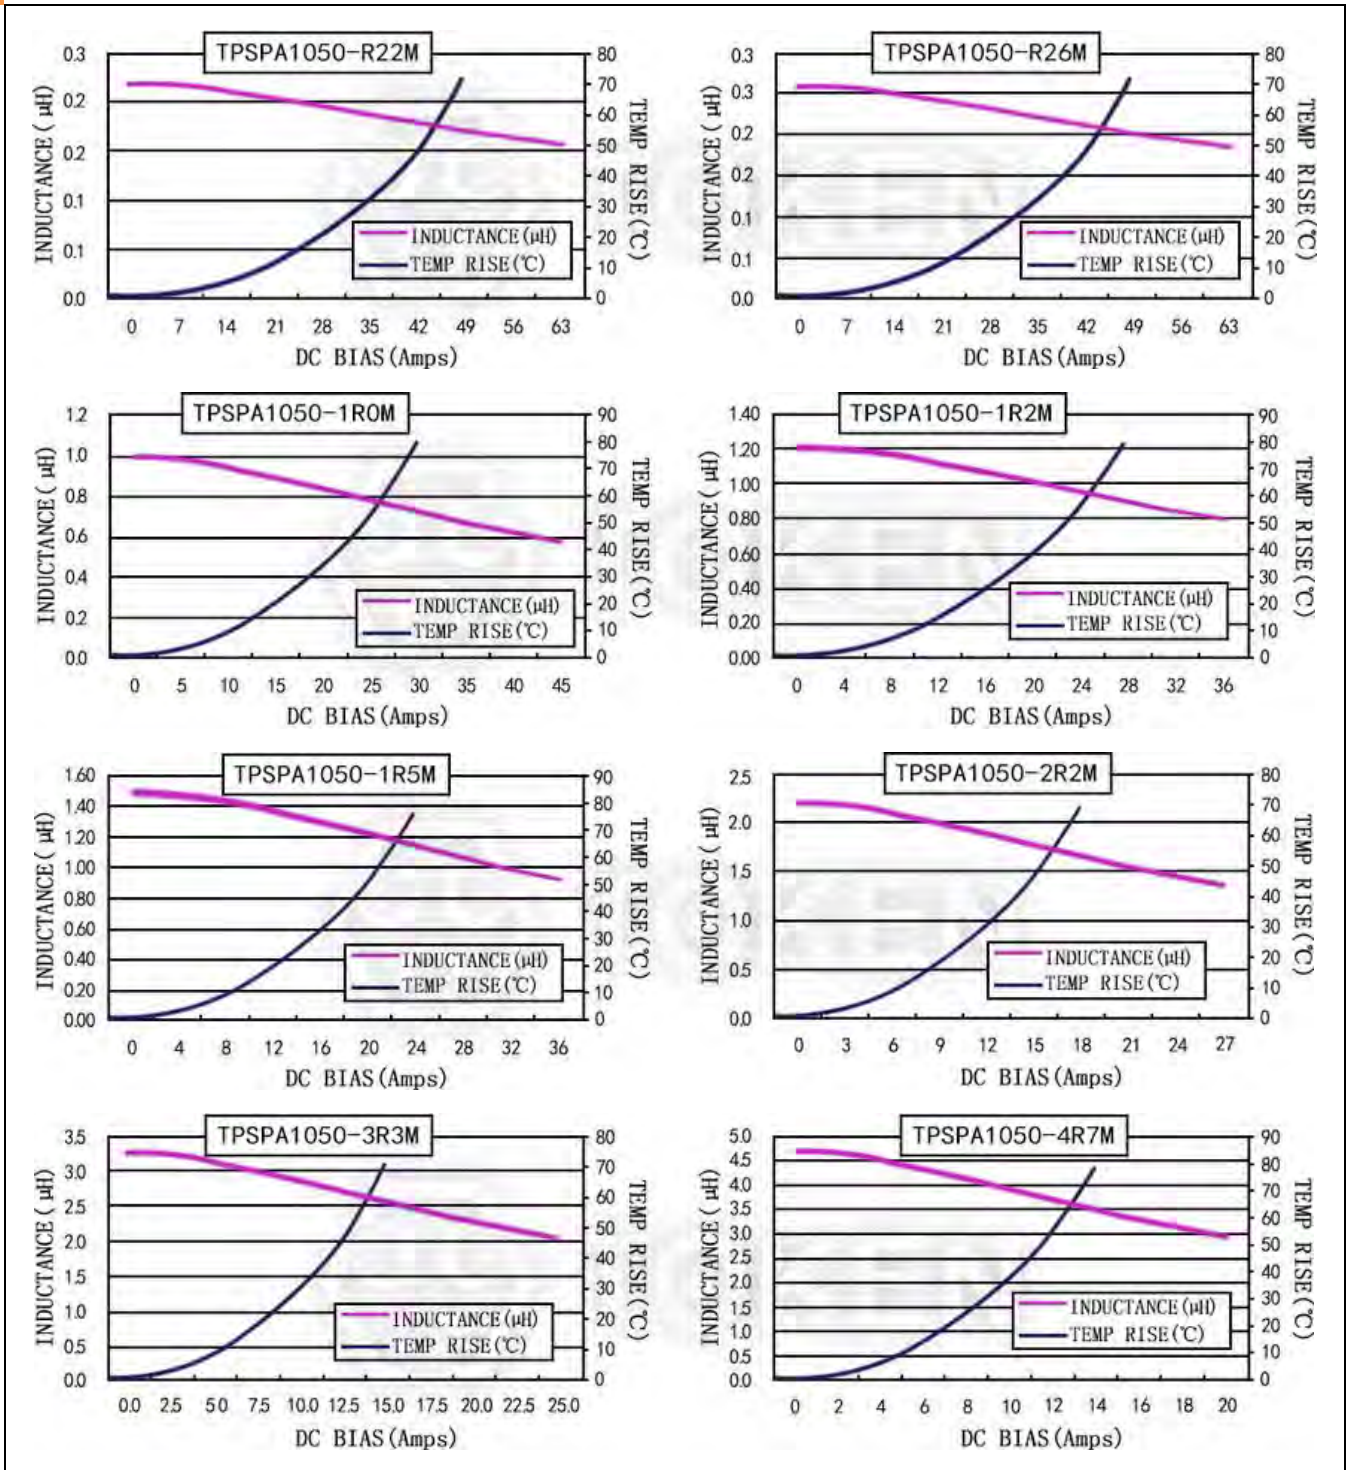 TPSPA1050-R22M
INDUCTANCE( μH)
0.3
0.2
0.2
0.1
0.1
0.0
80
70
60
50
40
30
20
10
0
TEMP RISE(℃)
INDUCTANCE(μH)
TEMP RISE(℃)
0 7 14 21 28 35 42 49 56 63
DC BIAS(Amps)
TPSPA1050-R26M
INDUCTANCE( μH)
0.3
0.3
0.2
0.2
0.1
0.1
0.0
80
70
60
50
40
30
20
10
0
TEMP RISE(℃)
INDUCTANCE(μH)
TEMP RISE(℃)
0 7 14 21 28 35 42 49 56 63
DC BIAS(Amps)
TPSPA1050-1R0M
INDUCTANCE( μH)
1.2
1.0
0.8
0.6
0.4
0.2
0.0
90
80
70
60
50
40
30
20
10
0
TEMP RISE(℃)
INDUCTANCE(μH)
TEMP RISE(℃)
0 5 10 15 20 25 30 35 40 45
DC BIAS(Amps)
TPSPA1050-1R2M
INDUCTANCE( μH)
1.40
1.20
1.00
0.80
0.60
0.40
0.20
0.00
90
80
70
60
50
40
30
20
10
0
TEMP RISE(℃)
INDUCTANCE(μH)
TEMP RISE(℃)
0 4 8 12 16 20 24 28 32 36
DC BIAS(Amps)
TPSPA1050-1R5M
INDUCTANCE( μH)
1.60
1.40
1.20
1.00
0.80
0.60
0.40
0.20
0.00
90
80
70
60
50
40
30
20
10
0
TEMP RISE(℃)
INDUCTANCE(μH)
TEMP RISE(℃)
0 4 8 12 16 20 24 28 32 36
DC BIAS(Amps)
TPSPA1050-2R2M
INDUCTANCE( μH)
2.5
2.0
1.5
1.0
0.5
0.0
80
70
60
50
40
30
20
10
0
TEMP RISE(℃)
INDUCTANCE(μH)
TEMP RISE(℃)
0 3 6 9 12 15 18 21 24 27
DC BIAS(Amps)
TPSPA1050-3R3M
INDUCTANCE( μH)
3.5
3.0
2.5
2.0
1.5
1.0
0.5
0.0
80
70
60
50
40
30
20
10
0
TEMP RISE(℃)
INDUCTANCE(μH)
TEMP RISE(℃)
0.0 2.5 5.0 7.5 10.0 12.5 15.0 17.5 20.0 22.5 25.0
DC BIAS(Amps)
TPSPA1050-4R7M
INDUCTANCE( μH)
5.0
4.5
4.0
3.5
3.0
2.5
2.0
1.5
1.0
0.5
0.0
90
80
70
60
50
40
30
20
10
0
TEMP RISE(℃)
INDUCTANCE(μH)
TEMP RISE(℃)
0 2 4 6 8 10 12 14 16 18 20
DC BIAS(Amps)